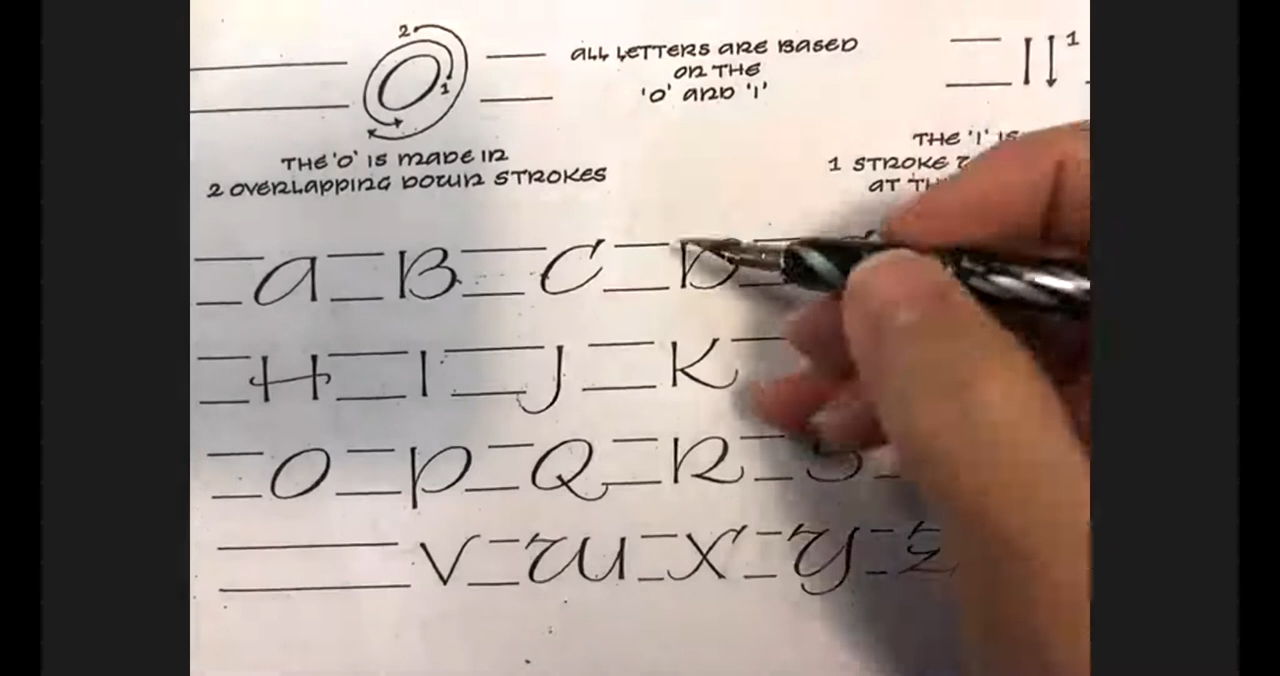 2
1
ALL LETTERS ARE BASED
ON THE
'O' AND 'I'
1
THE 'O' IS MADE IN
2 OVERLAPPING DOWN STROKES
THE 'I' IS
1 STROKE
AT
A B C D
H I J K
O P Q R S
V W X Y Z